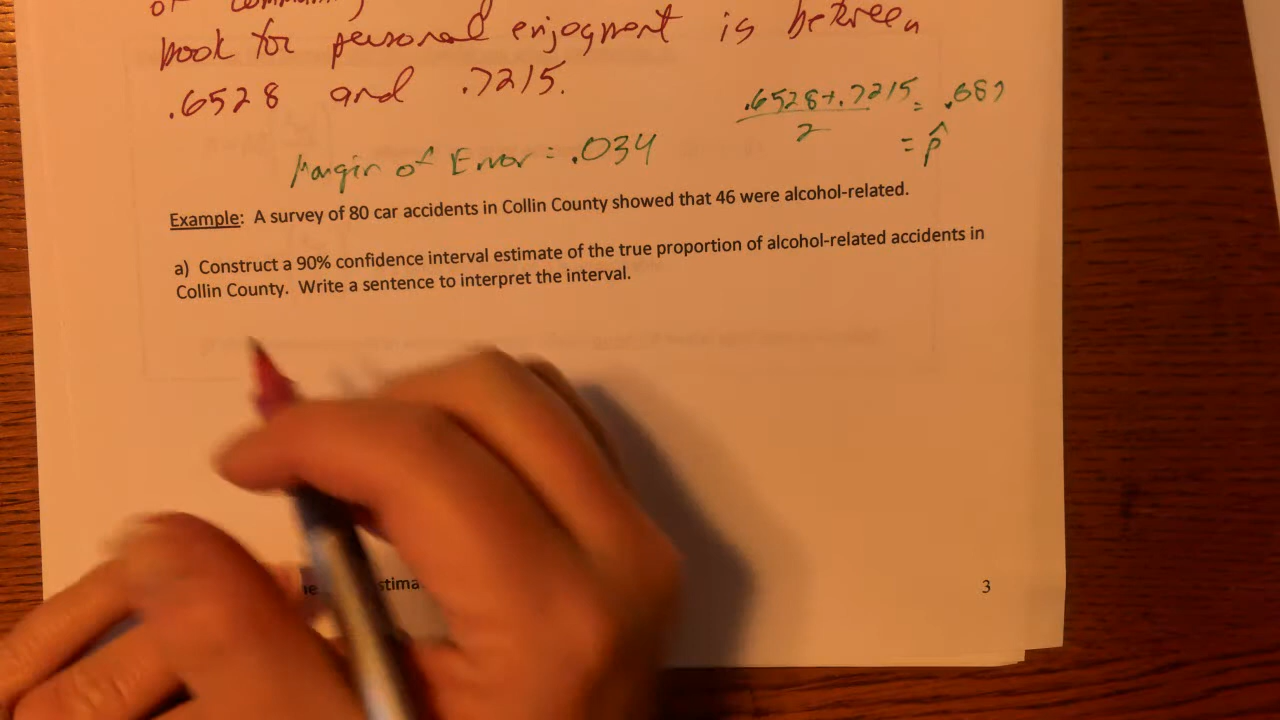 of
book for personal enjoyment is between
.6528 and .7215.
.6528+.7215 = .687
2
= p̂
Margin of Error = .034
Example: A survey of 80 car accidents in Collin County showed that 46 were alcohol-related.
a) Construct a 90% confidence interval estimate of the true proportion of alcohol-related accidents in
Collin County. Write a sentence to interpret the interval.
3